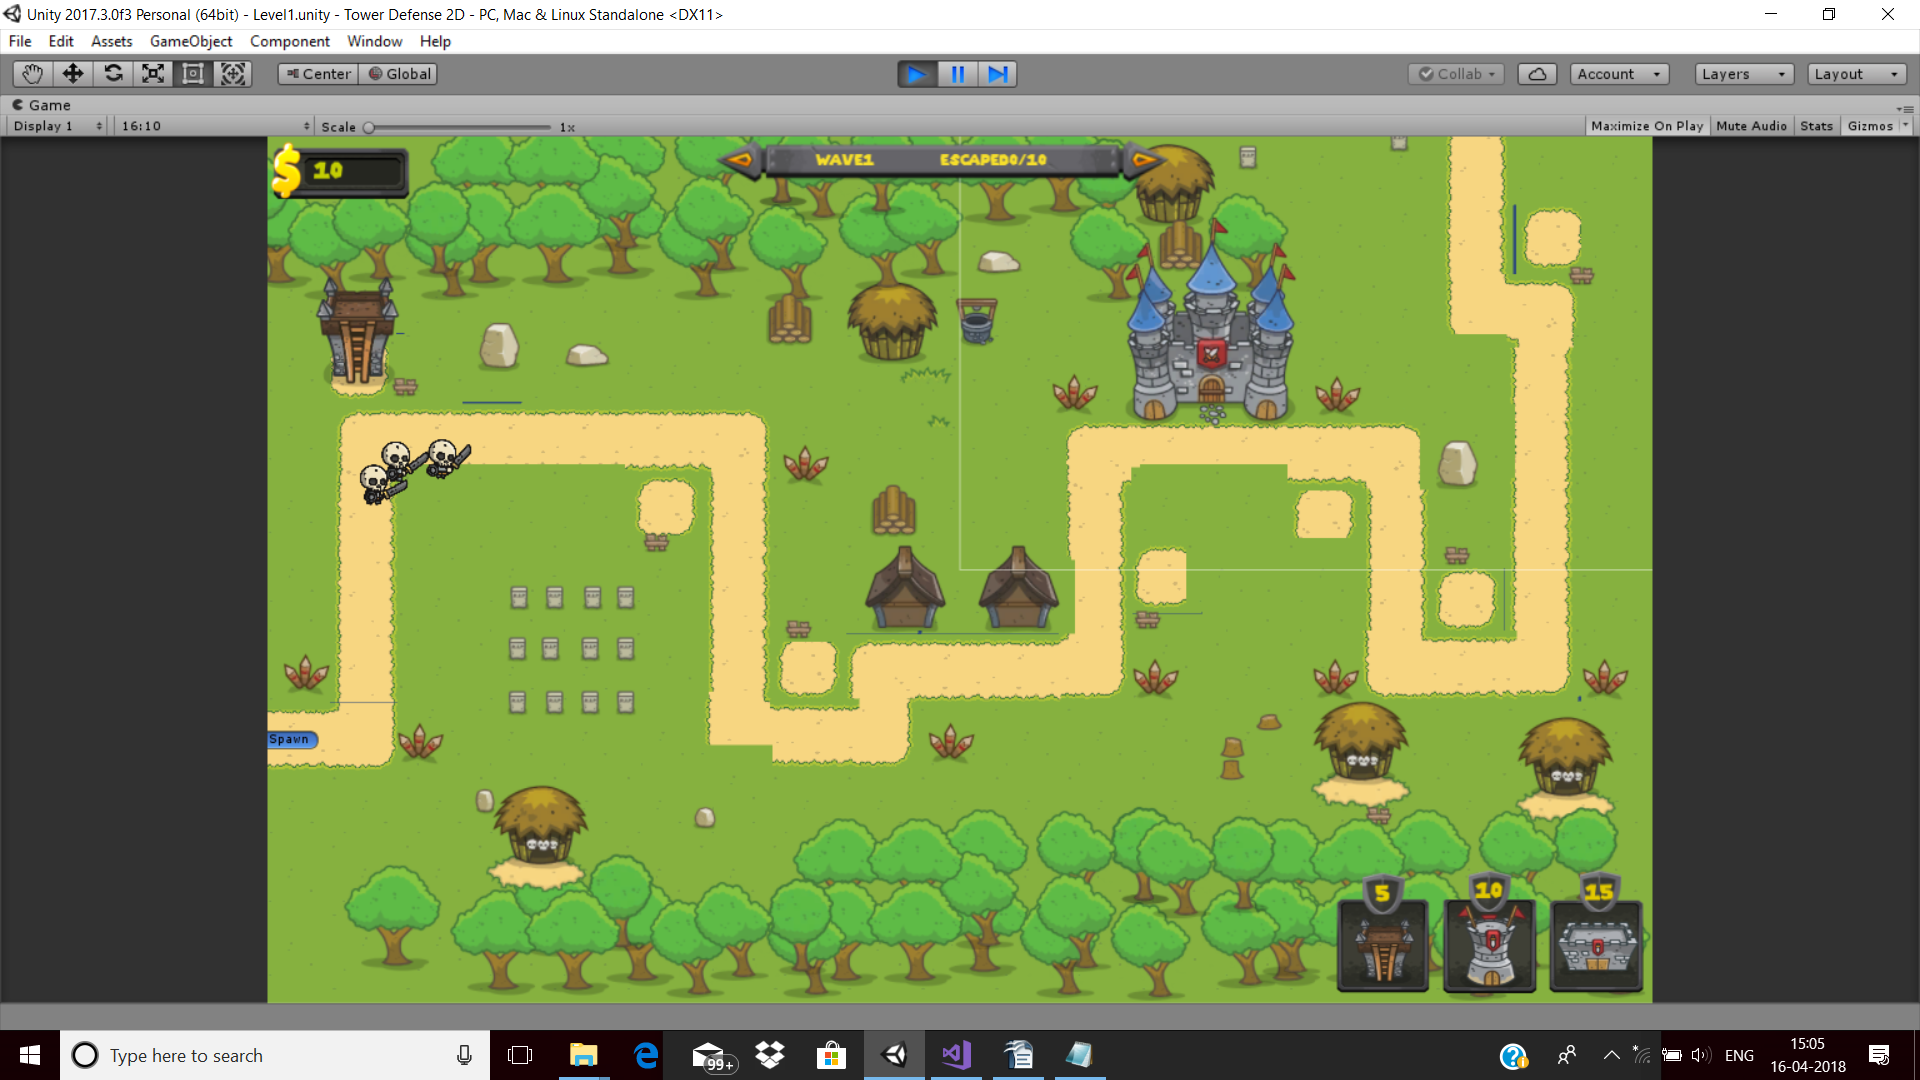 Unity 2017.3.0f3 Personal (64bit) - Level1.unity - Tower Defense 2D - PC, Mac & Linux Standalone <DX11>
File Edit Assets GameObject Component Window Help
Center Global Collab Account Layers Layout
Game
Display 1 16:10 Scale 1x Maximize On Play Mute Audio Stats Gizmos
$ 10 WAVE1 ESCAPED0/10
Spawn
5 10 15
Type here to search 99+ ENG 15:05
16-04-2018